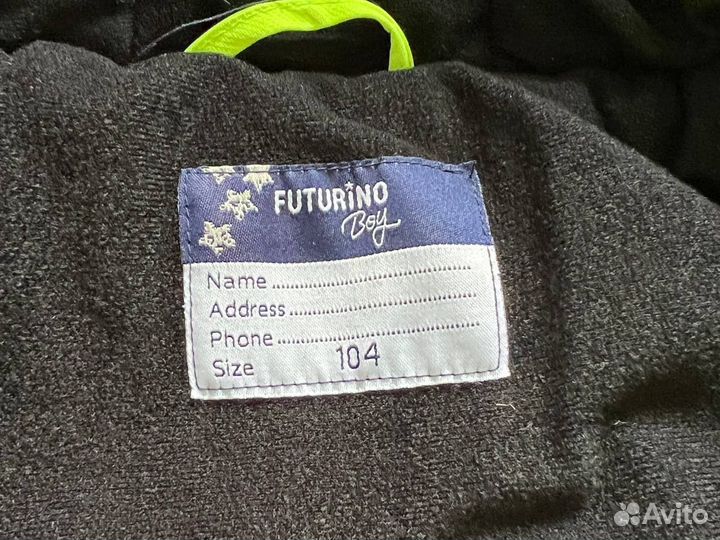 FUTURiNO
Boy
Name..............................
Address..........................
Phone.............................
Size 104
Avito